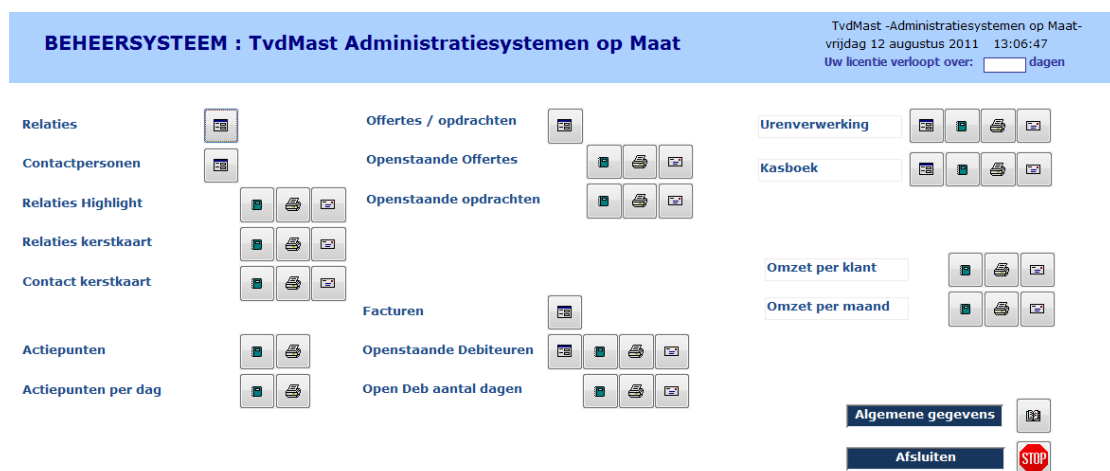 BEHEERSYSTEEM : TvdMast Administratiesystemen op Maat
TvdMast -Administratiesystemen op Maat-
vrijdag 12 augustus 2011 13:06:47
Uw licentie verloopt over: dagen
Relaties
Contactpersonen
Relaties Highlight
Relaties kerstkaart
Contact kerstkaart
Actiepunten
Actiepunten per dag
Offertes / opdrachten
Openstaande Offertes
Openstaande opdrachten
Facturen
Openstaande Debiteuren
Open Deb aantal dagen
Urenverwerking
Kasboek
Omzet per klant
Omzet per maand
Algemene gegevens
Afsluiten
STOP